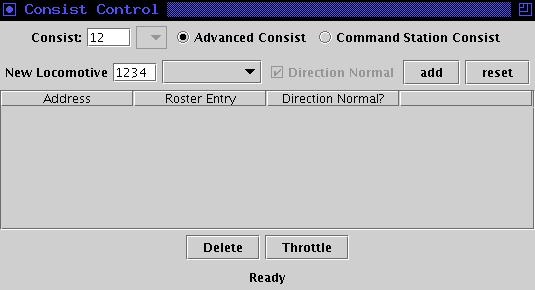 Consist Control
Consist: 12 Advanced Consist Command Station Consist
New Locomotive 1234 Direction Normal add reset
Address Roster Entry Direction Normal?
Delete Throttle
Ready